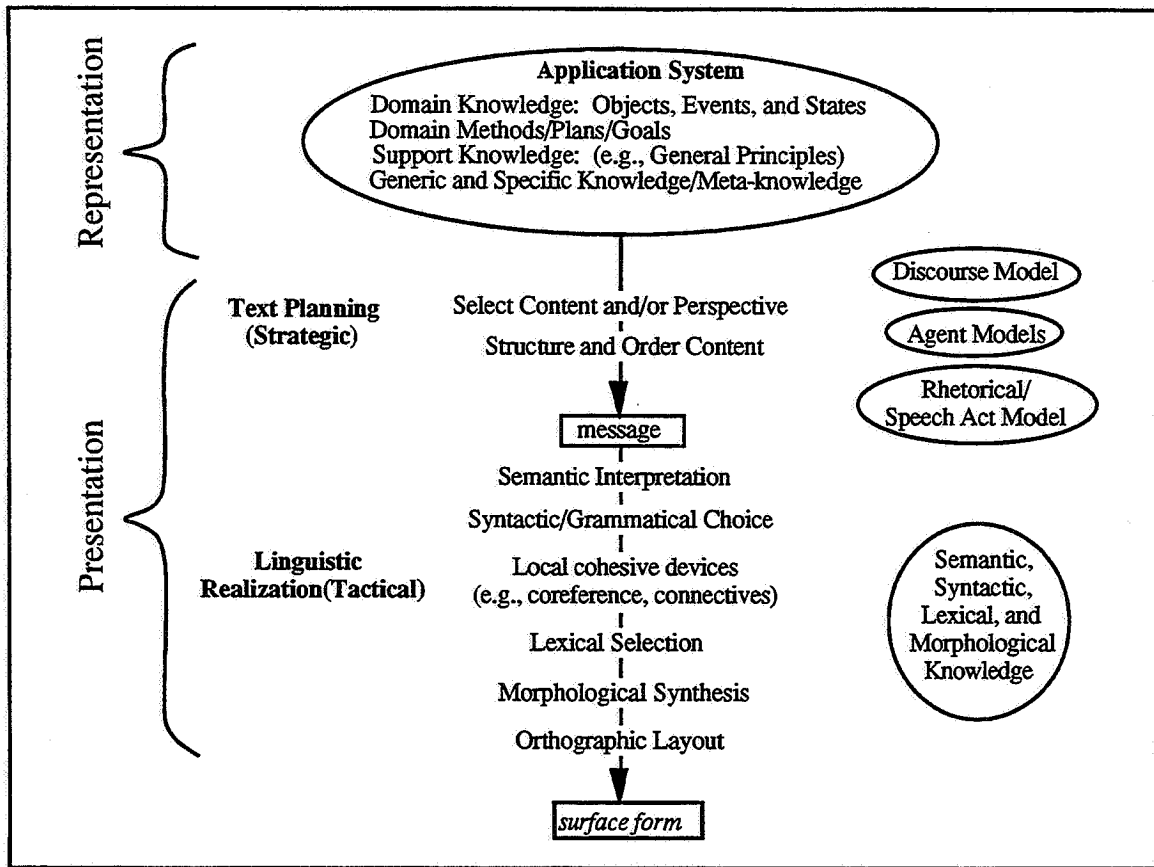 Representation
Application System
Domain Knowledge: Objects, Events, and States
Domain Methods/Plans/Goals
Support Knowledge: (e.g., General Principles)
Generic and Specific Knowledge/Meta-knowledge
Presentation
Text Planning
(Strategic)
Select Content and/or Perspective
Structure and Order Content
message
Discourse Model
Agent Models
Rhetorical/
Speech Act Model
Linguistic
Realization(Tactical)
Semantic Interpretation
Syntactic/Grammatical Choice
Local cohesive devices
(e.g., coreference, connectives)
Lexical Selection
Morphological Synthesis
Orthographic Layout
surface form
Semantic,
Syntactic,
Lexical, and
Morphological
Knowledge